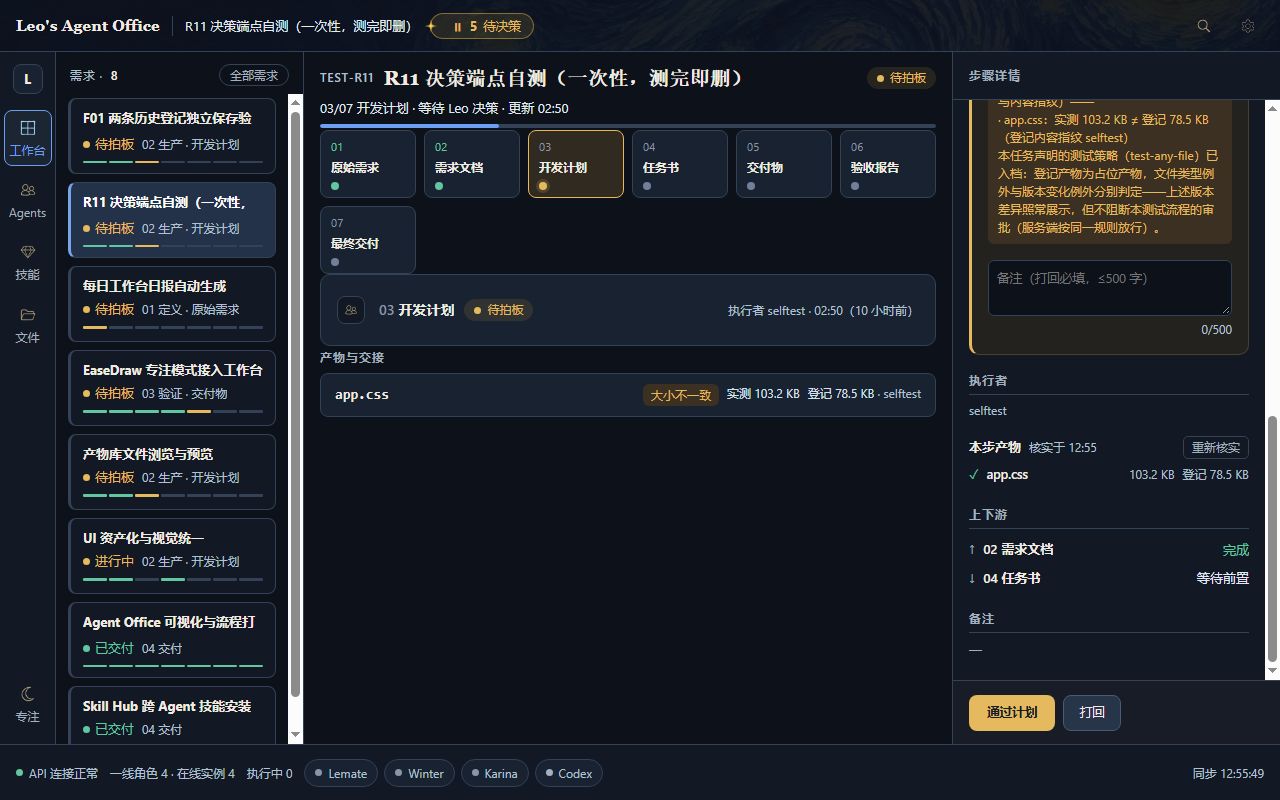 Leo's Agent Office
R11 决策端点自测（一次性，测完即删）
5 待决策
L
工作台
Agents
技能
文件
专注
需求 · 8
全部需求
F01 两条历史登记独立保存验
待拍板 02 生产 · 开发计划
R11 决策端点自测（一次性，
待拍板 02 生产 · 开发计划
每日工作台日报自动生成
待拍板 01 定义 · 原始需求
EaseDraw 专注模式接入工作台
待拍板 03 验证 · 交付物
产物库文件浏览与预览
待拍板 02 生产 · 开发计划
UI 资产化与视觉统一
进行中 02 生产 · 开发计划
Agent Office 可视化与流程打
已交付 04 交付
Skill Hub 跨 Agent 技能安装
已交付 04 交付
TEST-R11 R11 决策端点自测（一次性，测完即删）
待拍板
03/07 开发计划 · 等待 Leo 决策 · 更新 02:50
01
原始需求
02
需求文档
03
开发计划
04
任务书
05
交付物
06
验收报告
07
最终交付
03 开发计划 待拍板
执行者 selftest · 02:50（10 小时前）
产物与交接
app.css
大小不一致 实测 103.2 KB 登记 78.5 KB · selftest
步骤详情
写内容指纹）——
· app.css：实测 103.2 KB ≠ 登记 78.5 KB
（登记内容指纹 selftest）
本任务声明的测试策略（test-any-file）已
入档：登记产物为占位产物，文件类型例
外与版本变化例外分别判定——上述版本
差异照常展示，但不阻断本测试流程的审
批（服务端按同一规则放行）。
备注（打回必填，≤500 字）
0/500
执行者
selftest
本步产物 核实于 12:55
重新核实
✓ app.css
103.2 KB 登记 78.5 KB
上下游
↑ 02 需求文档
完成
↓ 04 任务书
等待前置
备注
—
通过计划
打回
API 连接正常
一线角色 4 · 在线实例 4
执行中 0
Lemate
Winter
Karina
Codex
同步 12:55:49